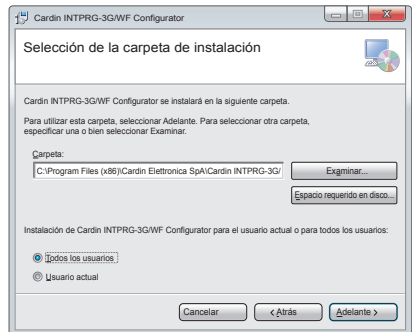 Cardin INTPRG-3G/WF Configurator
Selección de la carpeta de instalación
Cardin INTPRG-3G/WF Configurator se instalará en la siguiente carpeta.
Para utilizar esta carpeta, seleccionar Adelante. Para seleccionar otra carpeta,
especificar una o bien seleccionar Examinar.
Carpeta:
C:\Program Files (x86)\Cardin Elettronica SpA\Cardin INTPRG-3G/
Examinar...
Espacio requerido en disco...
Instalación de Cardin INTPRG-3G/WF Configurator para el usuario actual o para todos los usuarios:
Todos los usuarios
Usuario actual
Cancelar
< Atrás
Adelante >